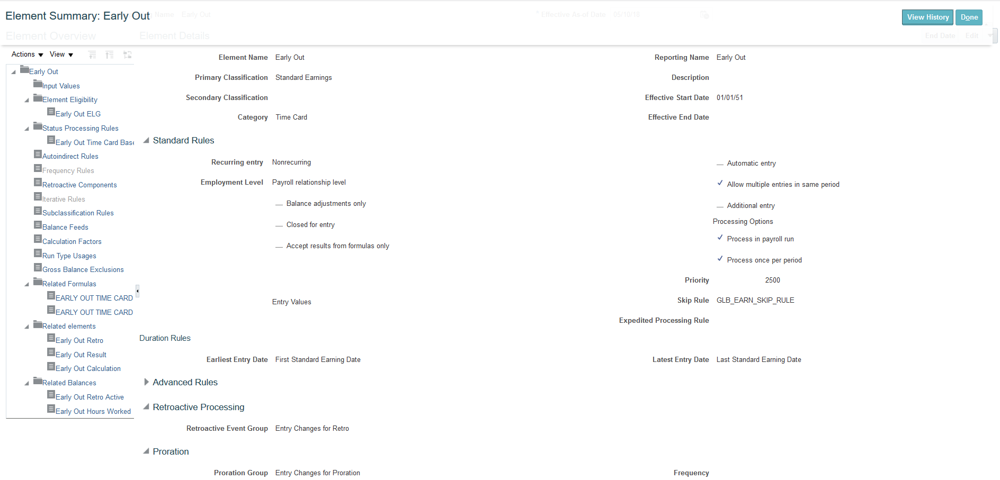 Element Summary: Early Out
Name Early Out
* Effective As of Date 05/10/18
View History
Done
Element Overview
Element Details
End Date
Edit
Actions
View
Early Out
Input Values
Element Eligibility
Early Out ELG
Status Processing Rules
Early Out Time Card Base
Autoindirect Rules
Frequency Rules
Retroactive Components
Iterative Rules
Subclassification Rules
Balance Feeds
Calculation Factors
Run Type Usages
Gross Balance Exclusions
Related Formulas
EARLY OUT TIME CARD
EARLY OUT TIME CARD
Related elements
Early Out Retro
Early Out Result
Early Out Calculation
Related Balances
Early Out Retro Active
Early Out Hours Worked
Element Name Early Out
Reporting Name Early Out
Primary Classification Standard Earnings
Description
Secondary Classification
Effective Start Date 01/01/51
Category Time Card
Effective End Date
Standard Rules
Recurring entry Nonrecurring
Automatic entry
Employment Level Payroll relationship level
Allow multiple entries in same period
Balance adjustments only
Additional entry
Processing Options
Closed for entry
Process in payroll run
Accept results from formulas only
Process once per period
Priority 2500
Entry Values
Skip Rule GLB_EARN_SKIP_RULE
Expedited Processing Rule
Duration Rules
Earliest Entry Date First Standard Earning Date
Latest Entry Date Last Standard Earning Date
Advanced Rules
Retroactive Processing
Retroactive Event Group Entry Changes for Retro
Proration
Proration Group Entry Changes for Proration
Frequency